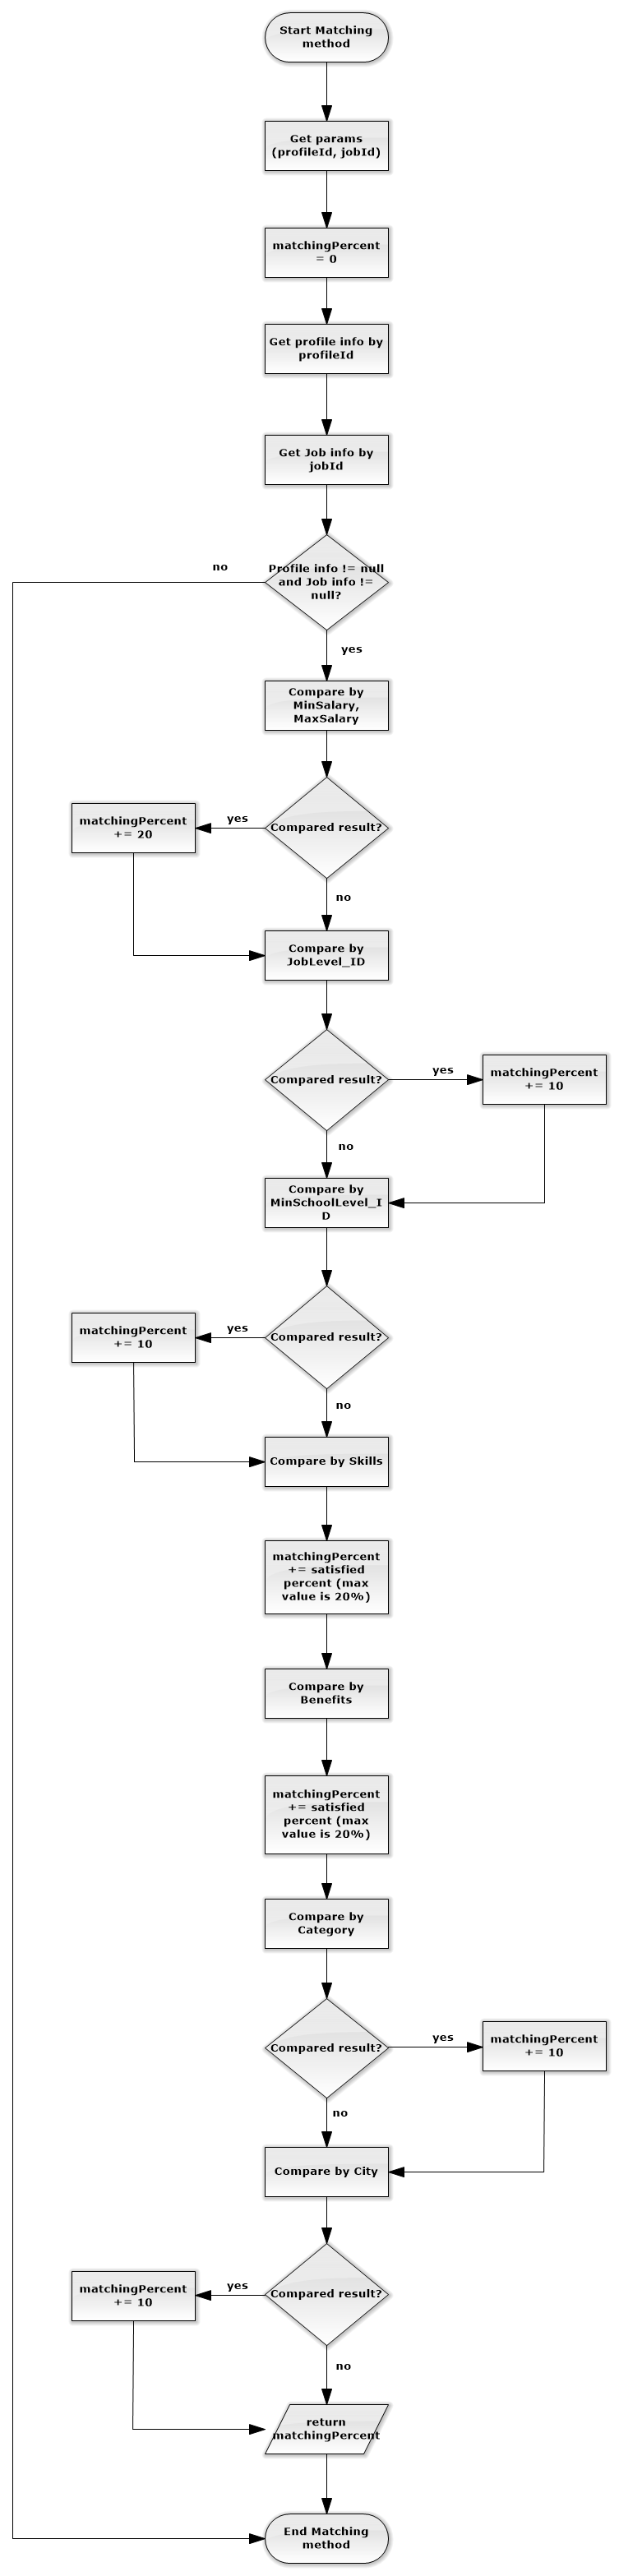 Start Matching
method
Get params
(profileId, jobId)
matchingPercent
= 0
Get profile info by
profileId
Get Job info by
jobId
no
Profile info != null
and Job info !=
null?
yes
Compare by
MinSalary,
MaxSalary
matchingPercent
+= 20
yes
Compared result?
no
Compare by
JobLevel_ID
Compared result?
yes
matchingPercent
+= 10
no
Compare by
MinSchoolLevel_I
D
matchingPercent
+= 10
yes
Compared result?
no
Compare by Skills
matchingPercent
+= satisfied
percent (max
value is 20%)
Compare by
Benefits
matchingPercent
+= satisfied
percent (max
value is 20%)
Compare by
Category
Compared result?
yes
matchingPercent
+= 10
no
Compare by City
matchingPercent
+= 10
yes
Compared result?
no
return
matchingPercent
End Matching
method